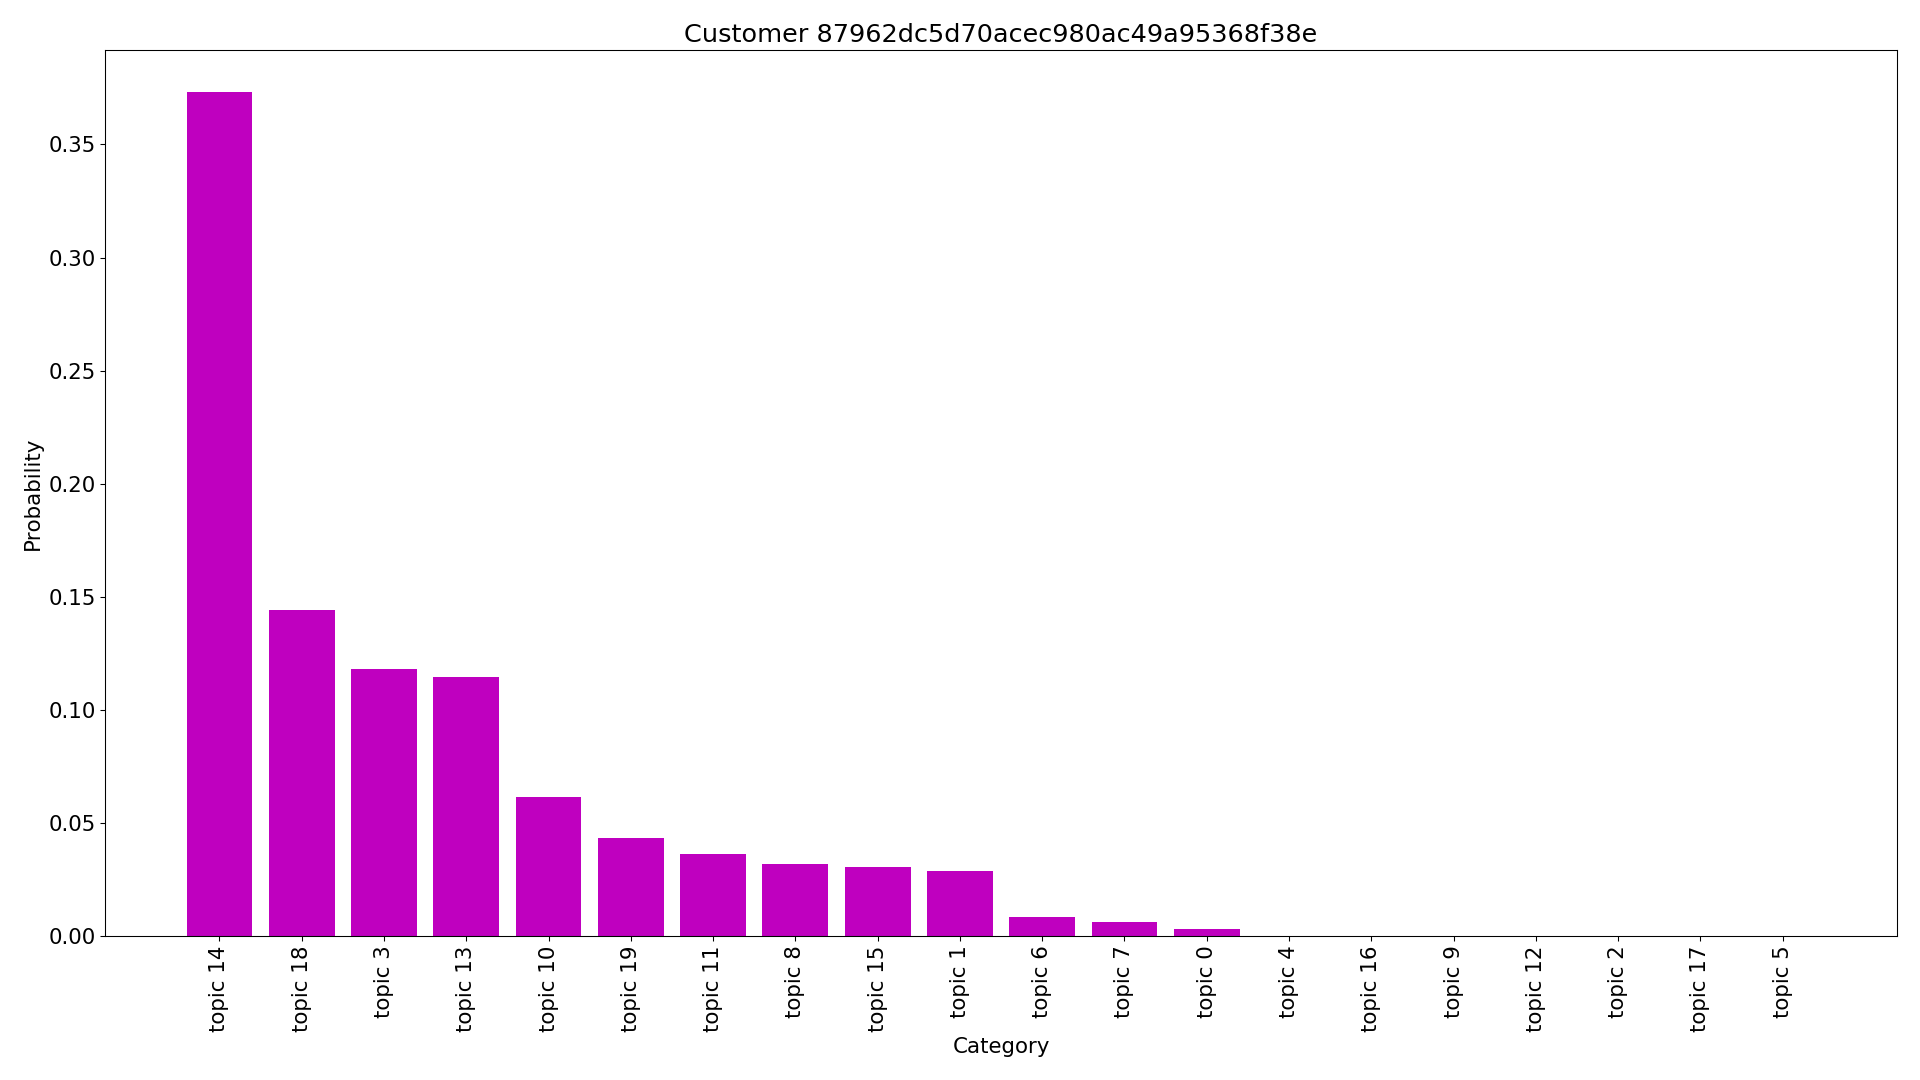 Customer 87962dc5d70acec980ac49a95368f38e
Probability
0.35
0.30
0.25
0.20
0.15
0.10
0.05
0.00
topic 14
topic 18
topic 3
topic 13
topic 10
topic 19
topic 11
topic 8
topic 15
topic 1
topic 6
topic 7
topic 0
topic 4
topic 16
topic 9
topic 12
topic 2
topic 17
topic 5
Category